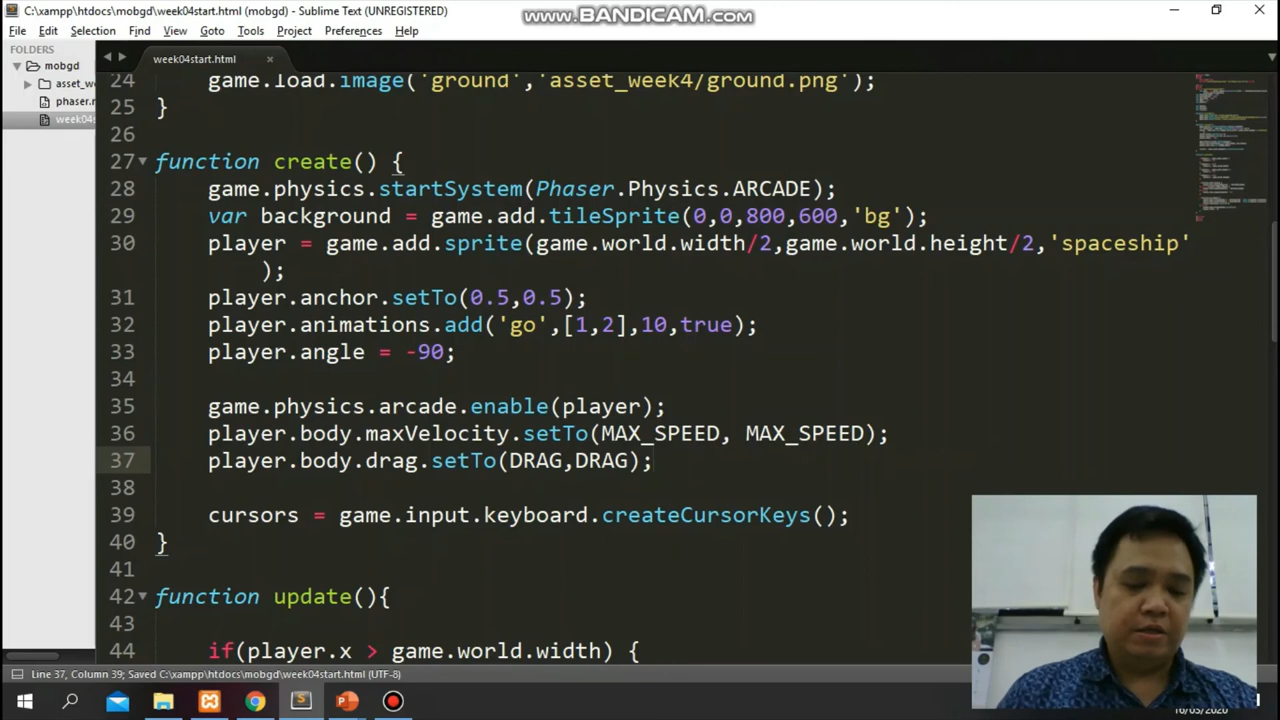 C:\xampp\htdocs\mobgd\week04start.html (mobgd) - Sublime Text (UNREGISTERED)
www.BANDICAM.com
File Edit Selection Find View Goto Tools Project Preferences Help
FOLDERS
mobgd
asset_we
phaser.m
week04s
week04start.html
24 game.load.image('ground','asset_week4/ground.png');
25 }
26
27 function create() {
28 game.physics.startSystem(Phaser.Physics.ARCADE);
29 var background = game.add.tileSprite(0,0,800,600,'bg');
30 player = game.add.sprite(game.world.width/2,game.world.height/2,'spaceship'
);
31 player.anchor.setTo(0.5,0.5);
32 player.animations.add('go',[1,2],10,true);
33 player.angle = -90;
34
35 game.physics.arcade.enable(player);
36 player.body.maxVelocity.setTo(MAX_SPEED, MAX_SPEED);
37 player.body.drag.setTo(DRAG,DRAG);
38
39 cursors = game.input.keyboard.createCursorKeys();
40 }
41
42 function update(){
43
44 if(player.x > game.world.width) {
Line 37, Column 39; Saved C:\xampp\htdocs\mobgd\week04start.html (UTF-8)
16/03/2020